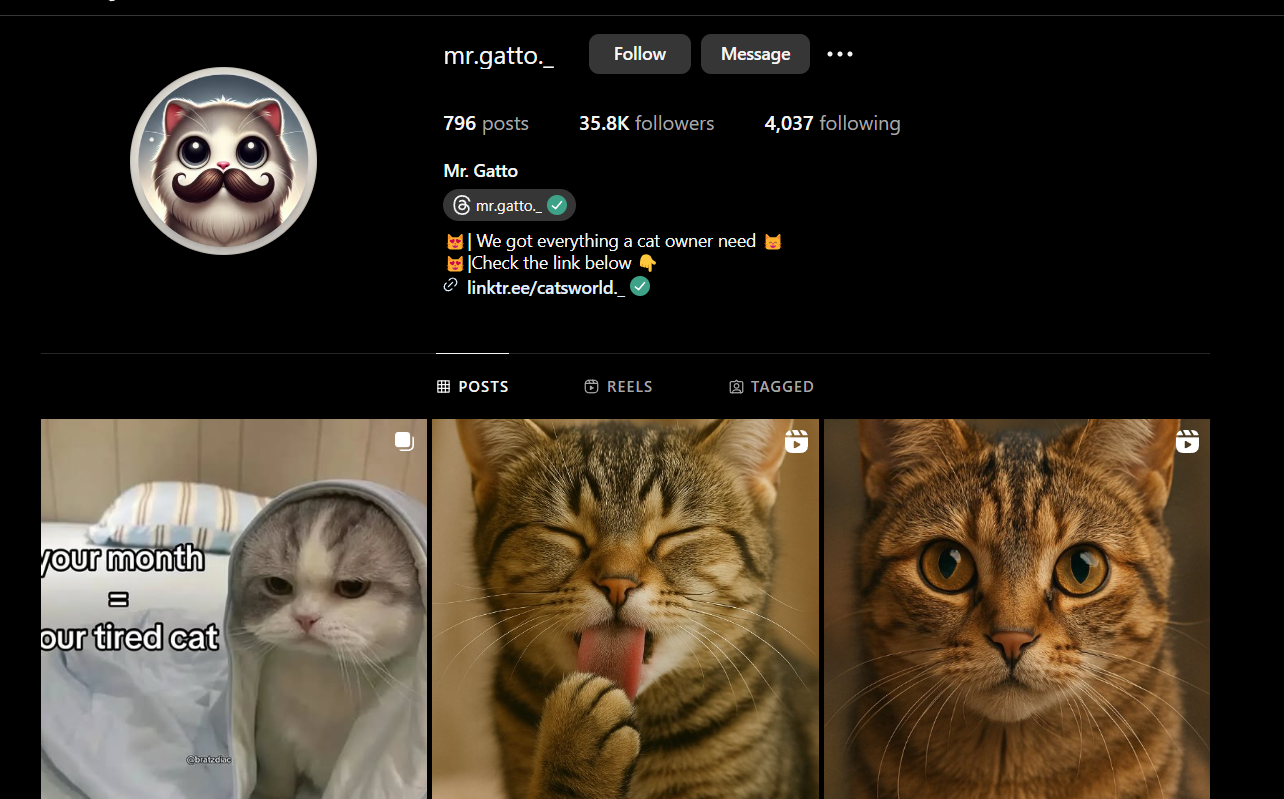 mr.gatto._
Follow
Message
796 posts
35.8K followers
4,037 following
Mr. Gatto
mr.gatto._
😻| We got everything a cat owner need 😸
😻|Check the link below 👇
linktr.ee/catsworld._
POSTS
REELS
TAGGED
your month
=
our tired cat
@bratzdiac